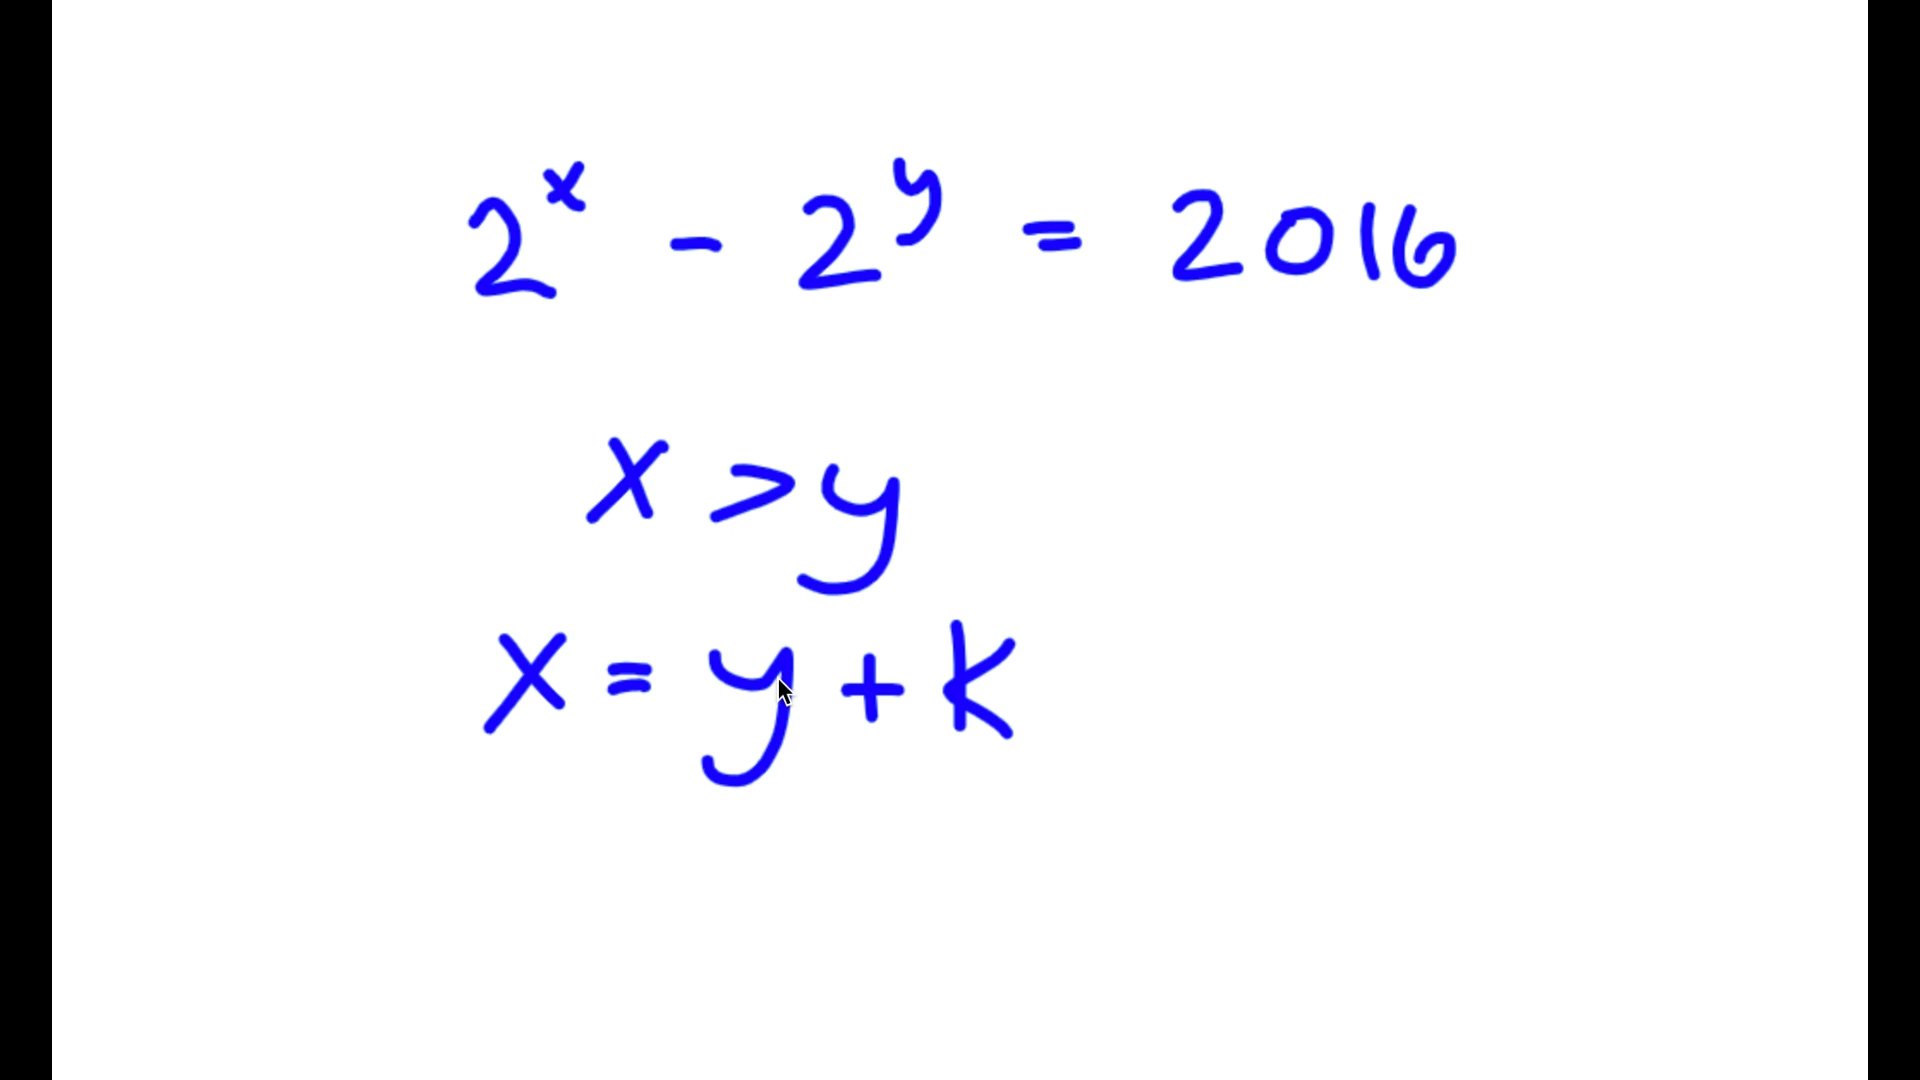 2^x - 2^y = 2016
x > y
x = y + k